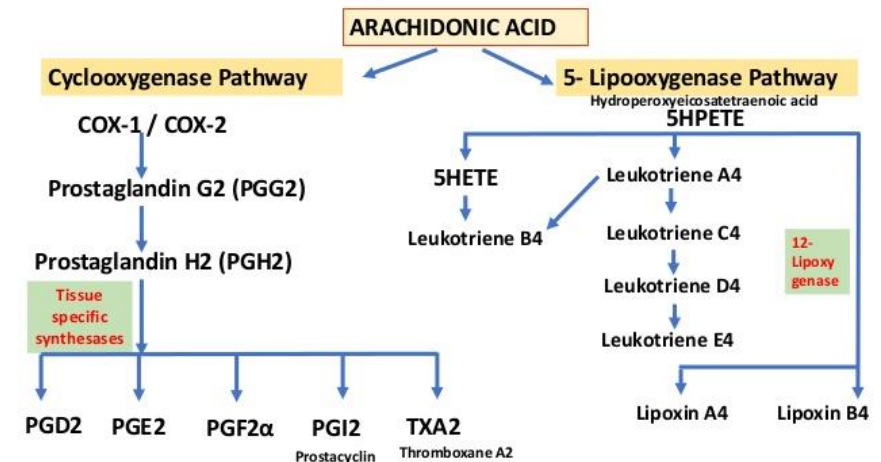 ARACHIDONIC ACID
Cyclooxygenase Pathway
COX-1 / COX-2
Prostaglandin G2 (PGG2)
Prostaglandin H2 (PGH2)
Tissue
specific
synthesases
PGD2
PGE2
PGF2α
PGI2
Prostacyclin
TXA2
Thromboxane A2
5- Lipooxygenase Pathway
Hydroperoxyeicosatetraenoic acid
5HPETE
5HETE
Leukotriene B4
Leukotriene A4
Leukotriene C4
Leukotriene D4
Leukotriene E4
12-
Lipoxy
genase
Lipoxin A4
Lipoxin B4